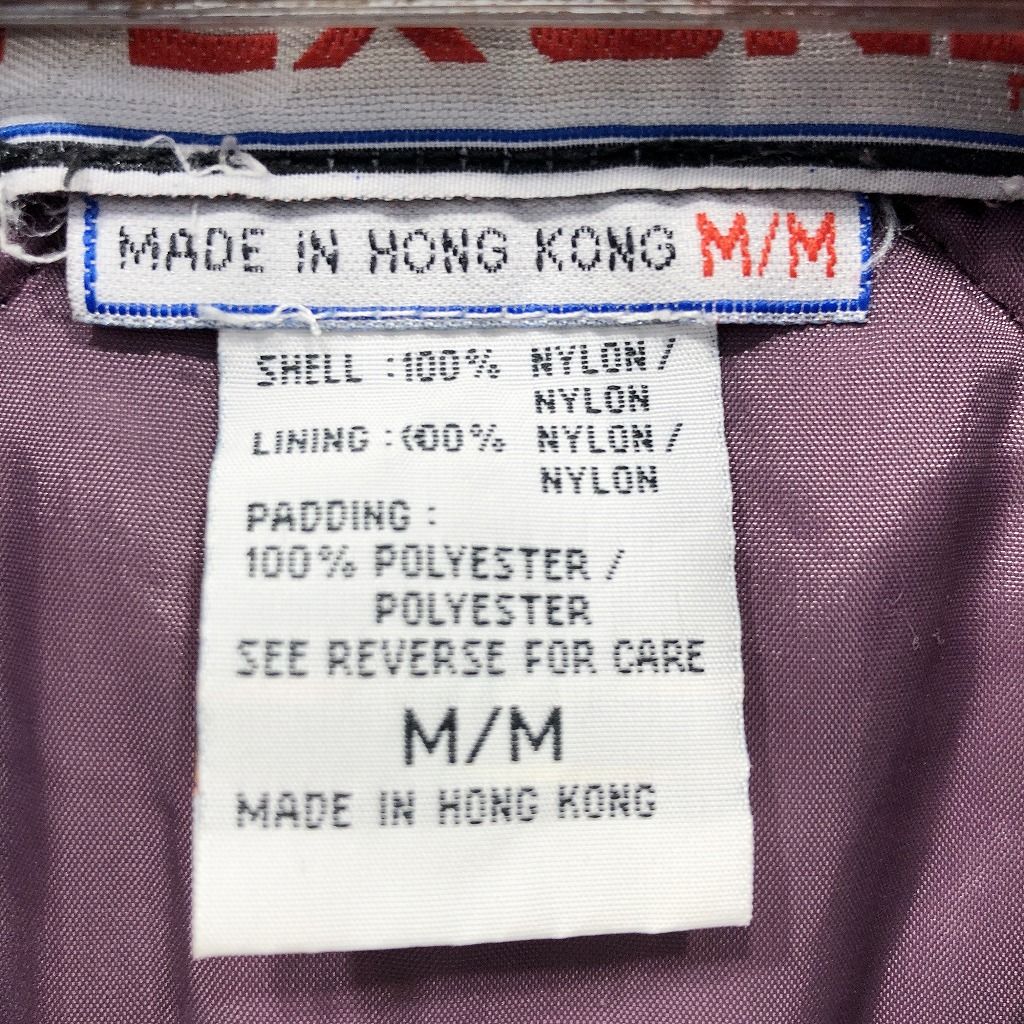 MADE IN HONG KONG M/M
SHELL : 100% NYLON /
NYLON
LINING : 100% NYLON /
NYLON
PADDING :
100% POLYESTER /
POLYESTER
SEE REVERSE FOR CARE
M/M
MADE IN HONG KONG